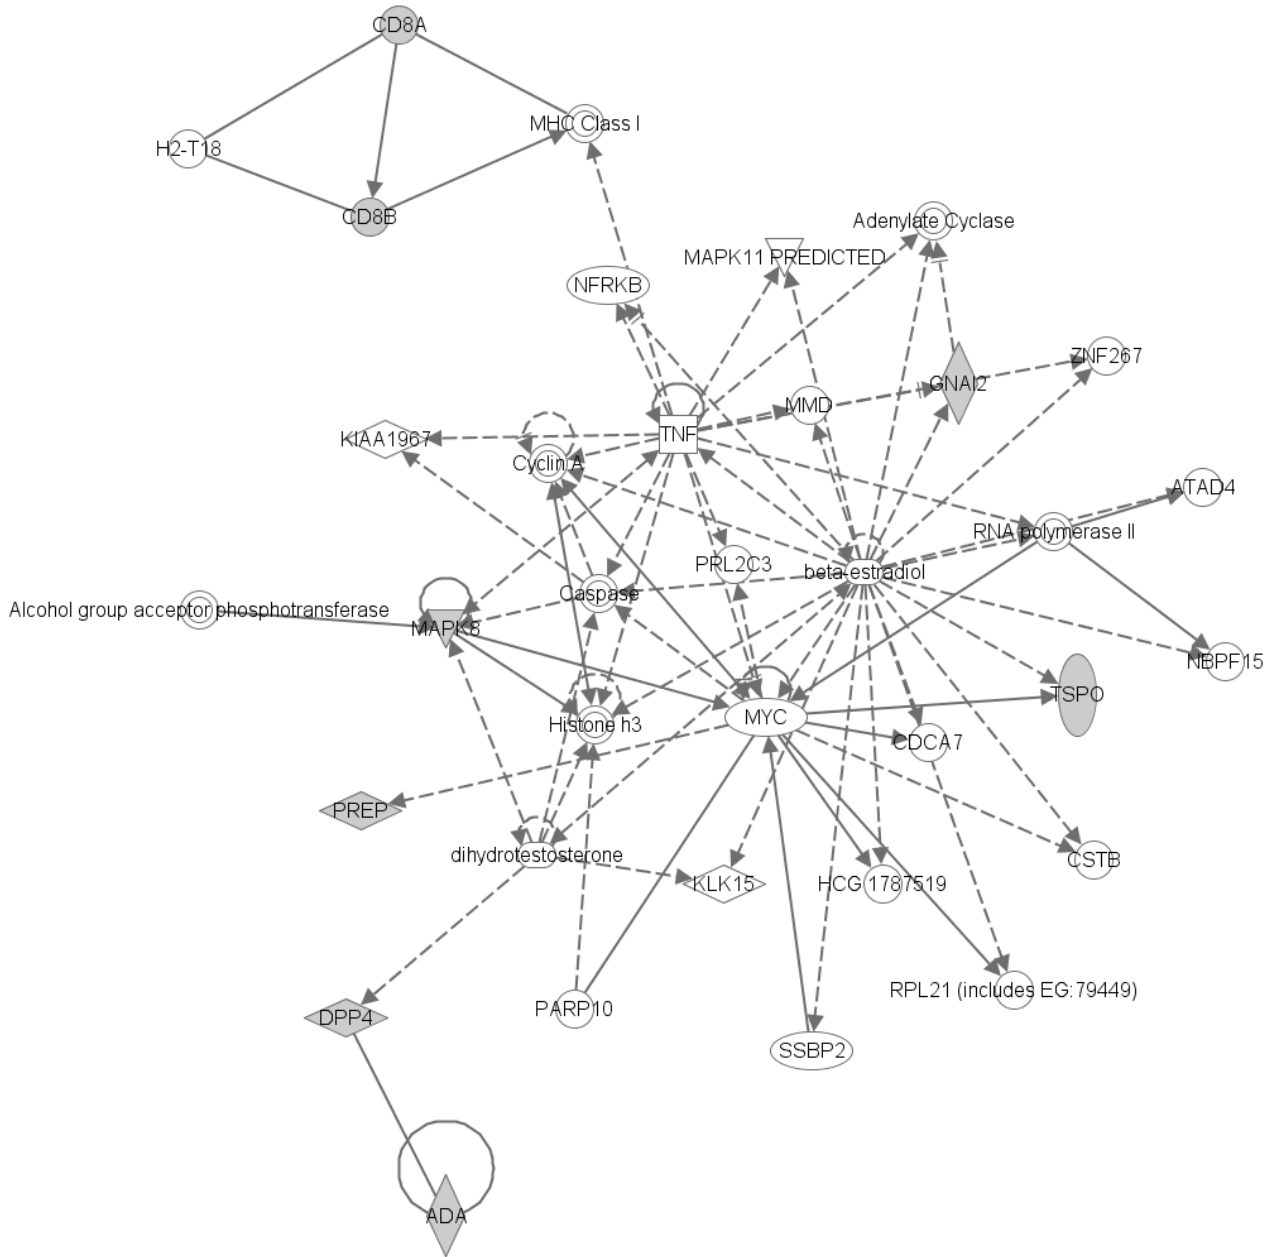 CD8A
MHC Class I
H2-T18
CD8B
Adenylate Cyclase
MAPK11 PREDICTED
NFRKB
ZNF267
GNAI2
MMD
TNF
KIAA1967
Cyclin A
ATAD4
RNA polymerase II
PRL2C3
beta-estradiol
Caspase
Alcohol group acceptor phosphotransferase
MAPK8
NBPF15
TSPO
MYC
Histone h3
CDCA7
PREP
dihydrotestosterone
CSTB
KLK15
HCG 1787519
RPL21 (includes EG:79449)
PARP10
DPP4
SSBP2
ADA